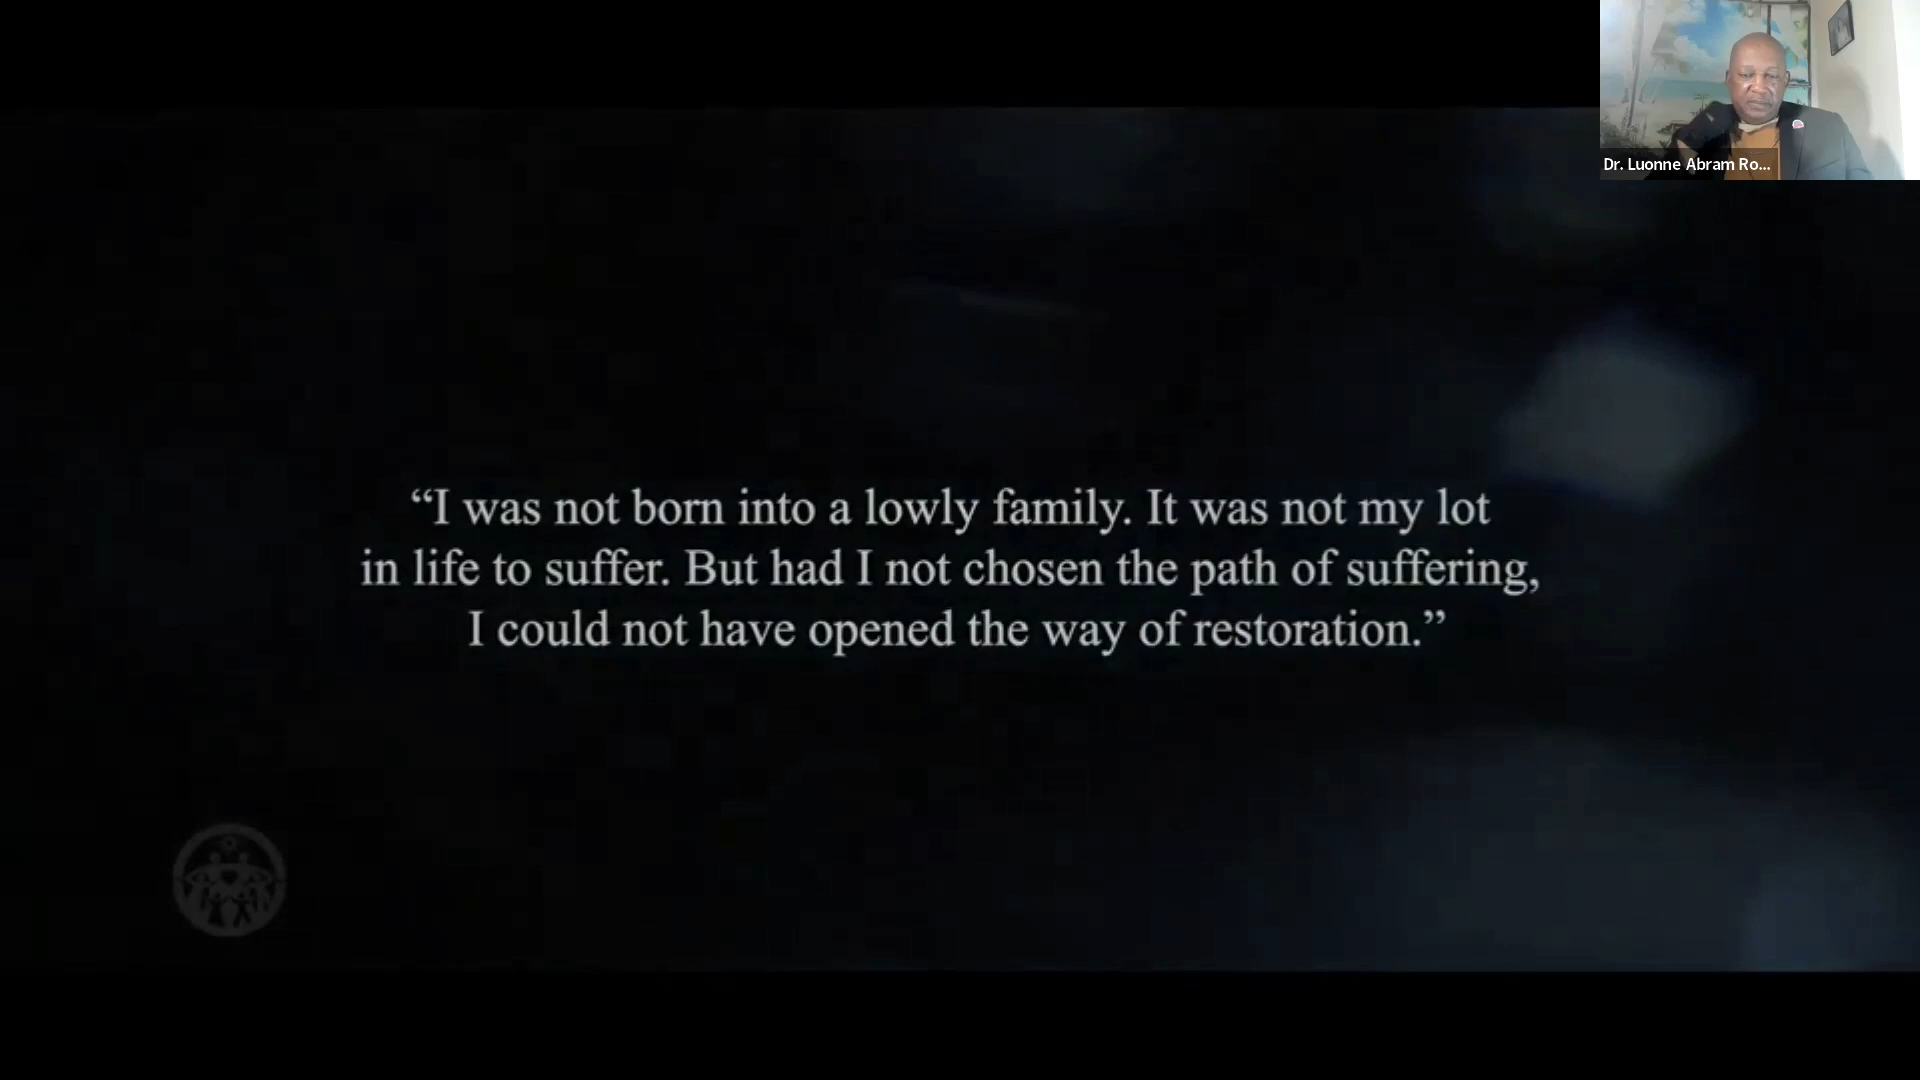 Dr. Luonne Abram Ro...
“I was not born into a lowly family. It was not my lot
in life to suffer. But had I not chosen the path of suffering,
I could not have opened the way of restoration.”